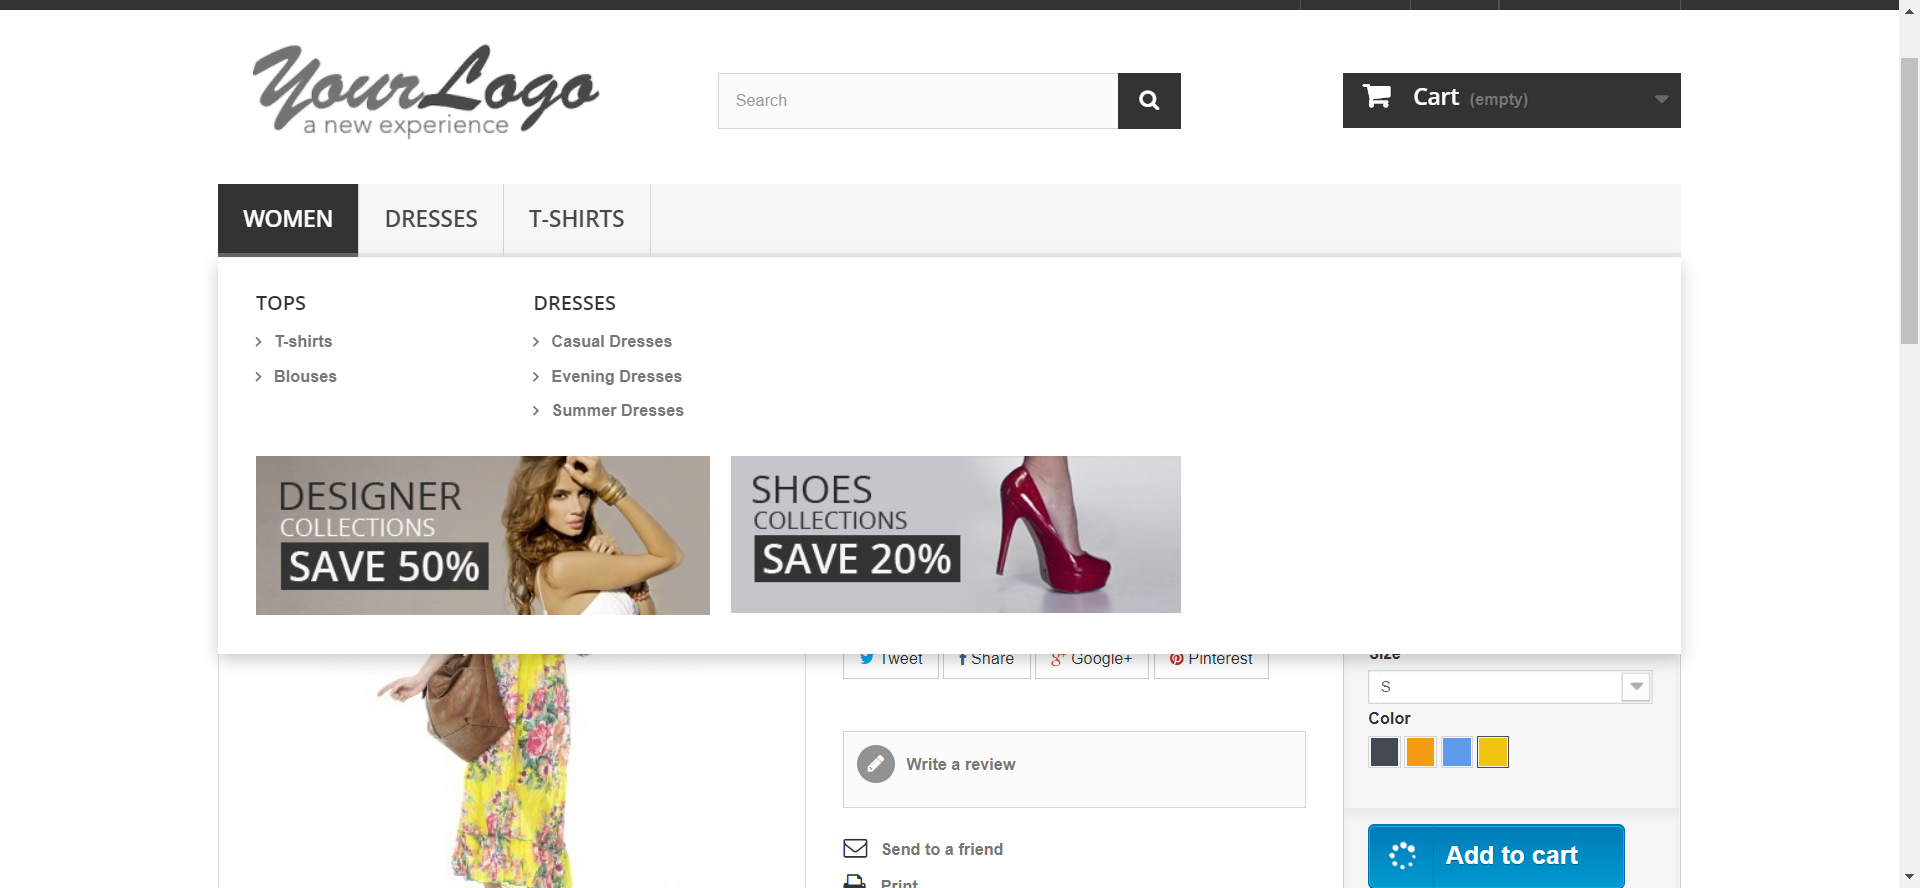 YourLogo
a new experience
Search
Cart (empty)
WOMEN
DRESSES
T-SHIRTS
TOPS
T-shirts
Blouses
DRESSES
Casual Dresses
Evening Dresses
Summer Dresses
DESIGNER
COLLECTIONS
SAVE 50%
SHOES
COLLECTIONS
SAVE 20%
Tweet
Share
Google+
Pinterest
Write a review
Send to a friend
Print
Size
S
Color
Add to cart